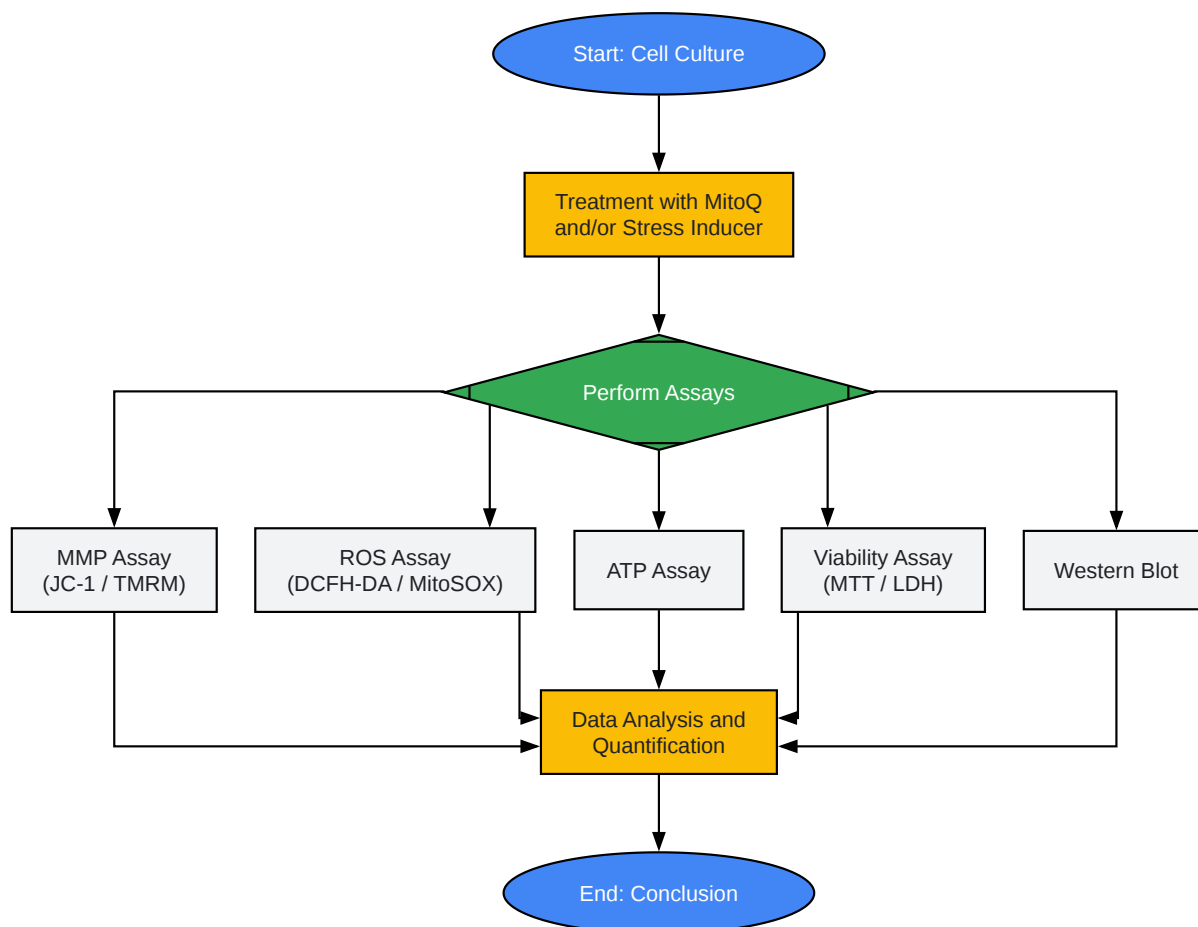 Start: Cell Culture
Treatment with MitoQ
and/or Stress Inducer
Perform Assays
MMP Assay
(JC-1 / TMRM)
ROS Assay
(DCFH-DA / MitoSOX)
ATP Assay
Viability Assay
(MTT / LDH)
Western Blot
Data Analysis and
Quantification
End: Conclusion